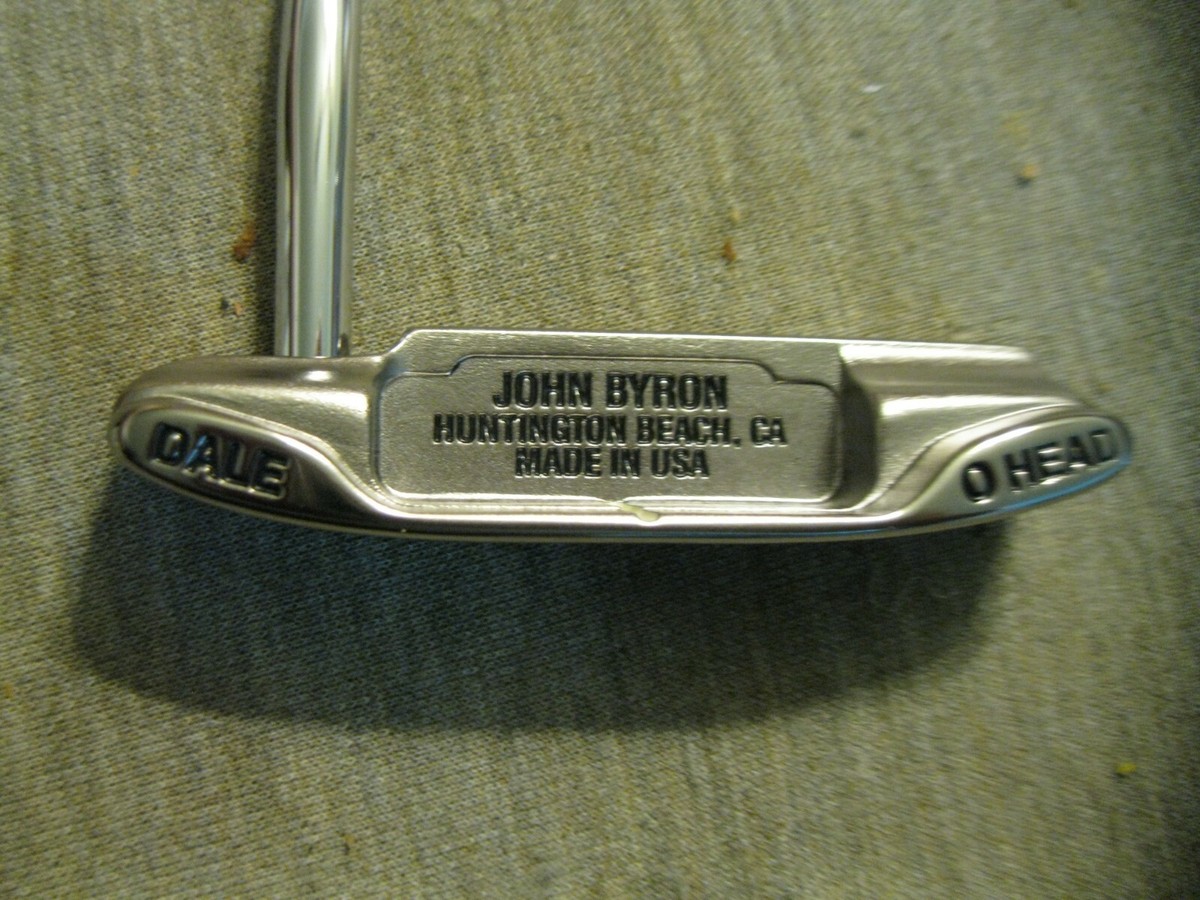 JOHN BYRON
HUNTINGTON BEACH, CA
MADE IN USA
DALE
O HEAD